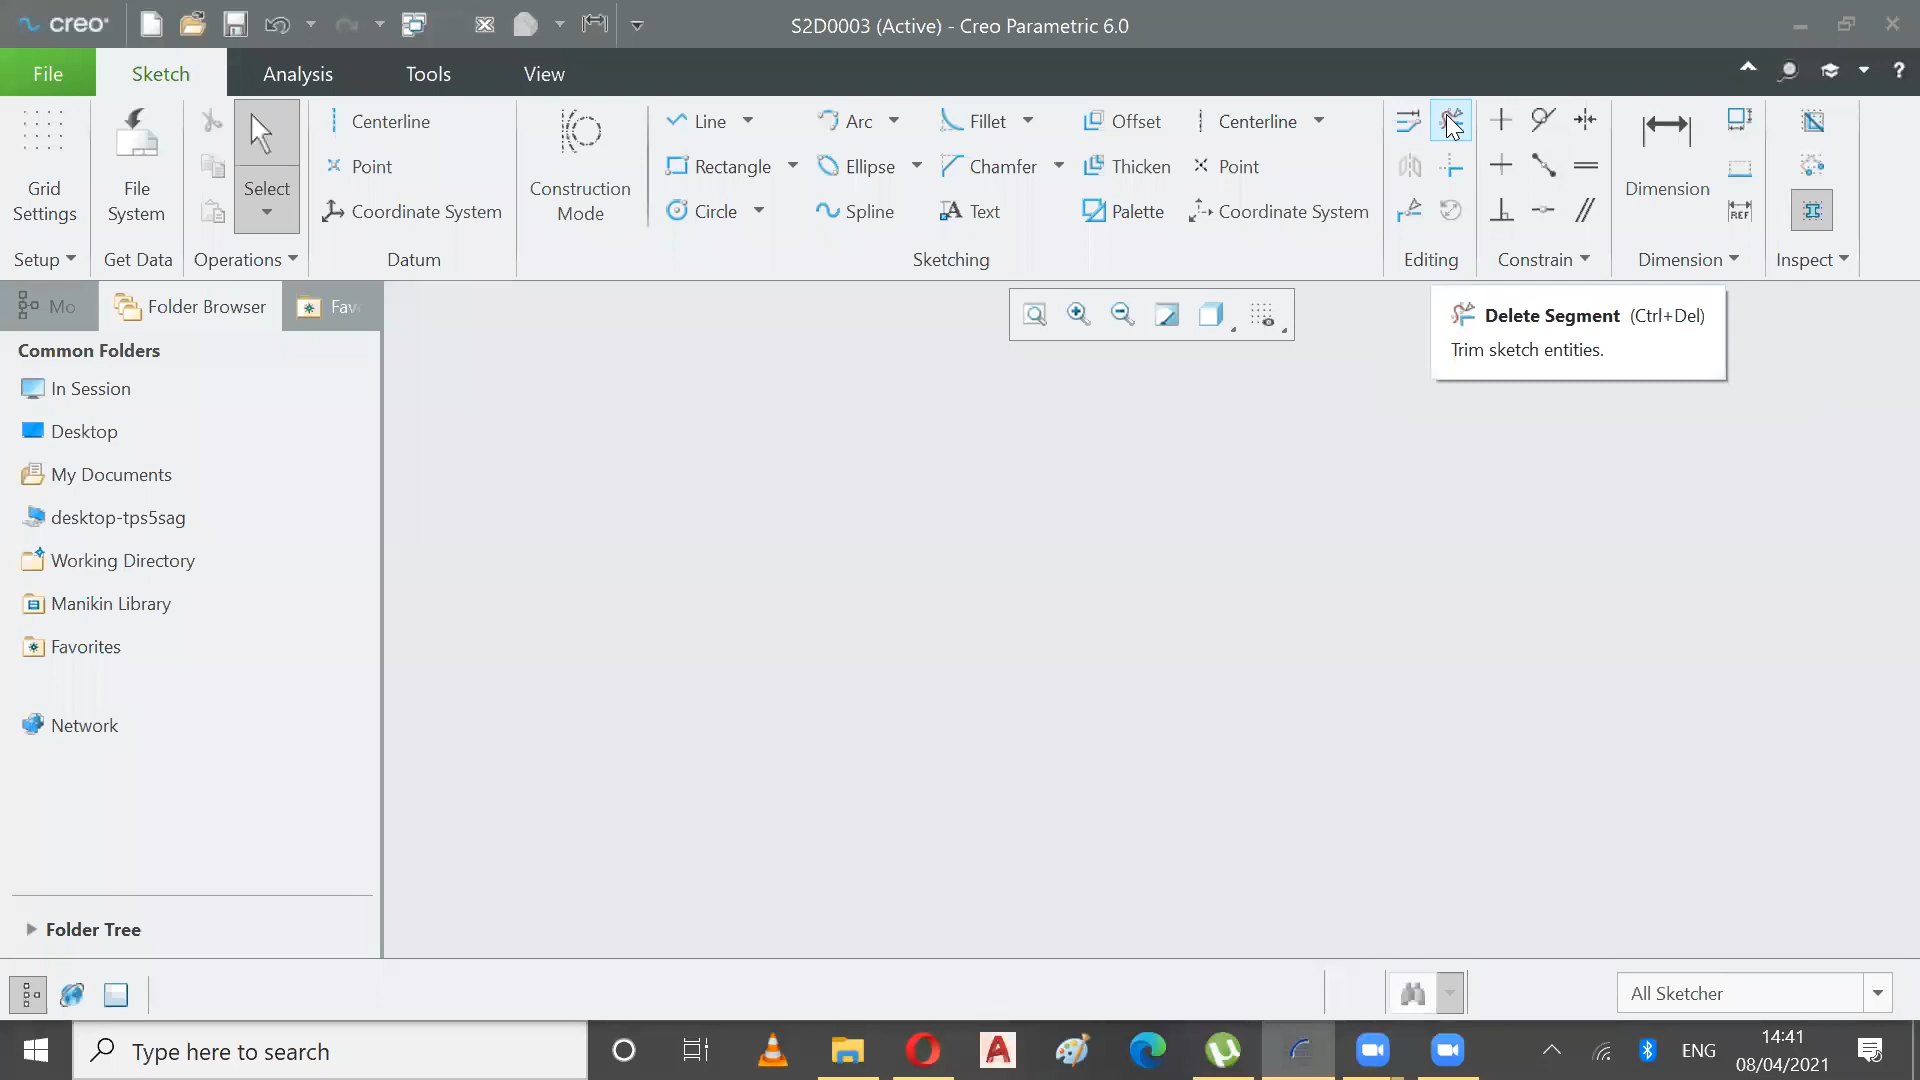 creo
S2D0003 (Active) - Creo Parametric 6.0
File
Sketch
Analysis
Tools
View
?
Grid
Settings
Setup
File
System
Get Data
Select
Operations
Centerline
Point
Coordinate System
Datum
Construction
Mode
Line
Arc
Fillet
Offset
Centerline
Rectangle
Ellipse
Chamfer
Thicken
Point
Circle
Spline
Text
Palette
Coordinate System
Sketching
Editing
Constrain
Dimension
REF
Dimension
Inspect
Mo
Folder Browser
Fav
Delete Segment (Ctrl+Del)
Trim sketch entities.
Common Folders
In Session
Desktop
My Documents
desktop-tps5sag
Working Directory
Manikin Library
Favorites
Network
Folder Tree
All Sketcher
Type here to search
ENG
14:41
08/04/2021